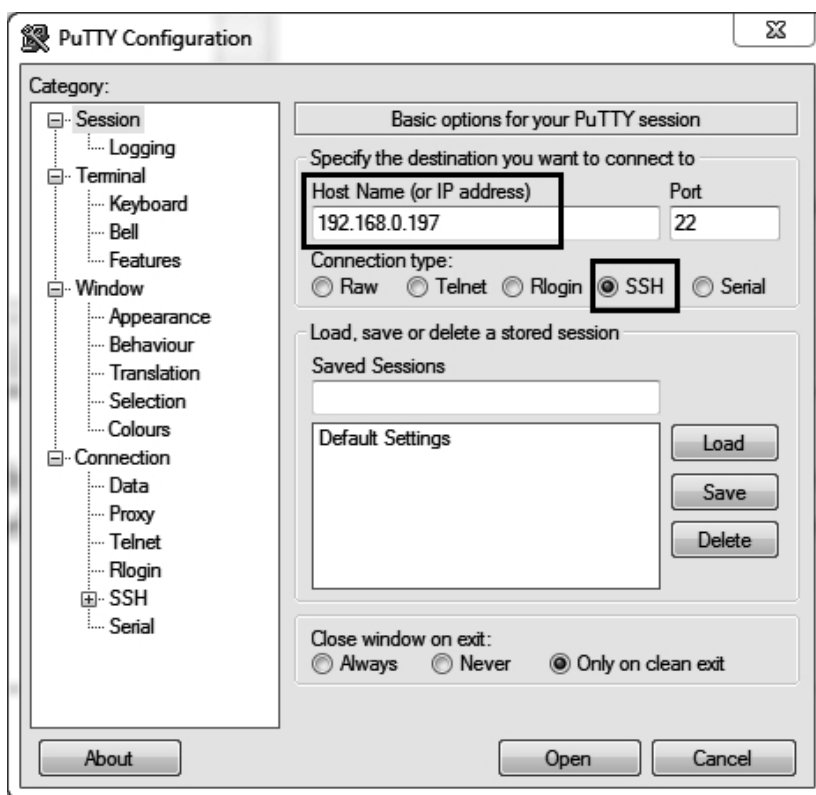 PuTTY Configuration
Category:
Session
Logging
Terminal
Keyboard
Bell
Features
Window
Appearance
Behaviour
Translation
Selection
Colours
Connection
Data
Proxy
Telnet
Rlogin
SSH
Serial
Basic options for your PuTTY session
Specify the destination you want to connect to
Host Name (or IP address) Port
192.168.0.197 22
Connection type:
Raw Telnet Rlogin SSH Serial
Load, save or delete a stored session
Saved Sessions
Default Settings
Load
Save
Delete
Close window on exit:
Always Never Only on clean exit
About Open Cancel